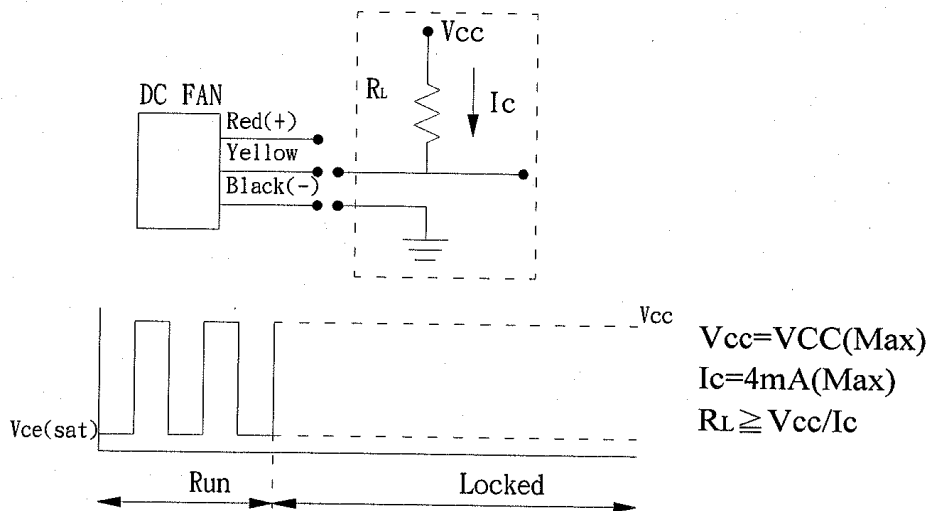 Vcc
RL
Ic
DC FAN
Red(+)
Yellow
Black(-)
Vcc
Vce(sat)
Run
Locked
Vcc=VCC(Max)
Ic=4mA(Max)
RL≧Vcc/Ic